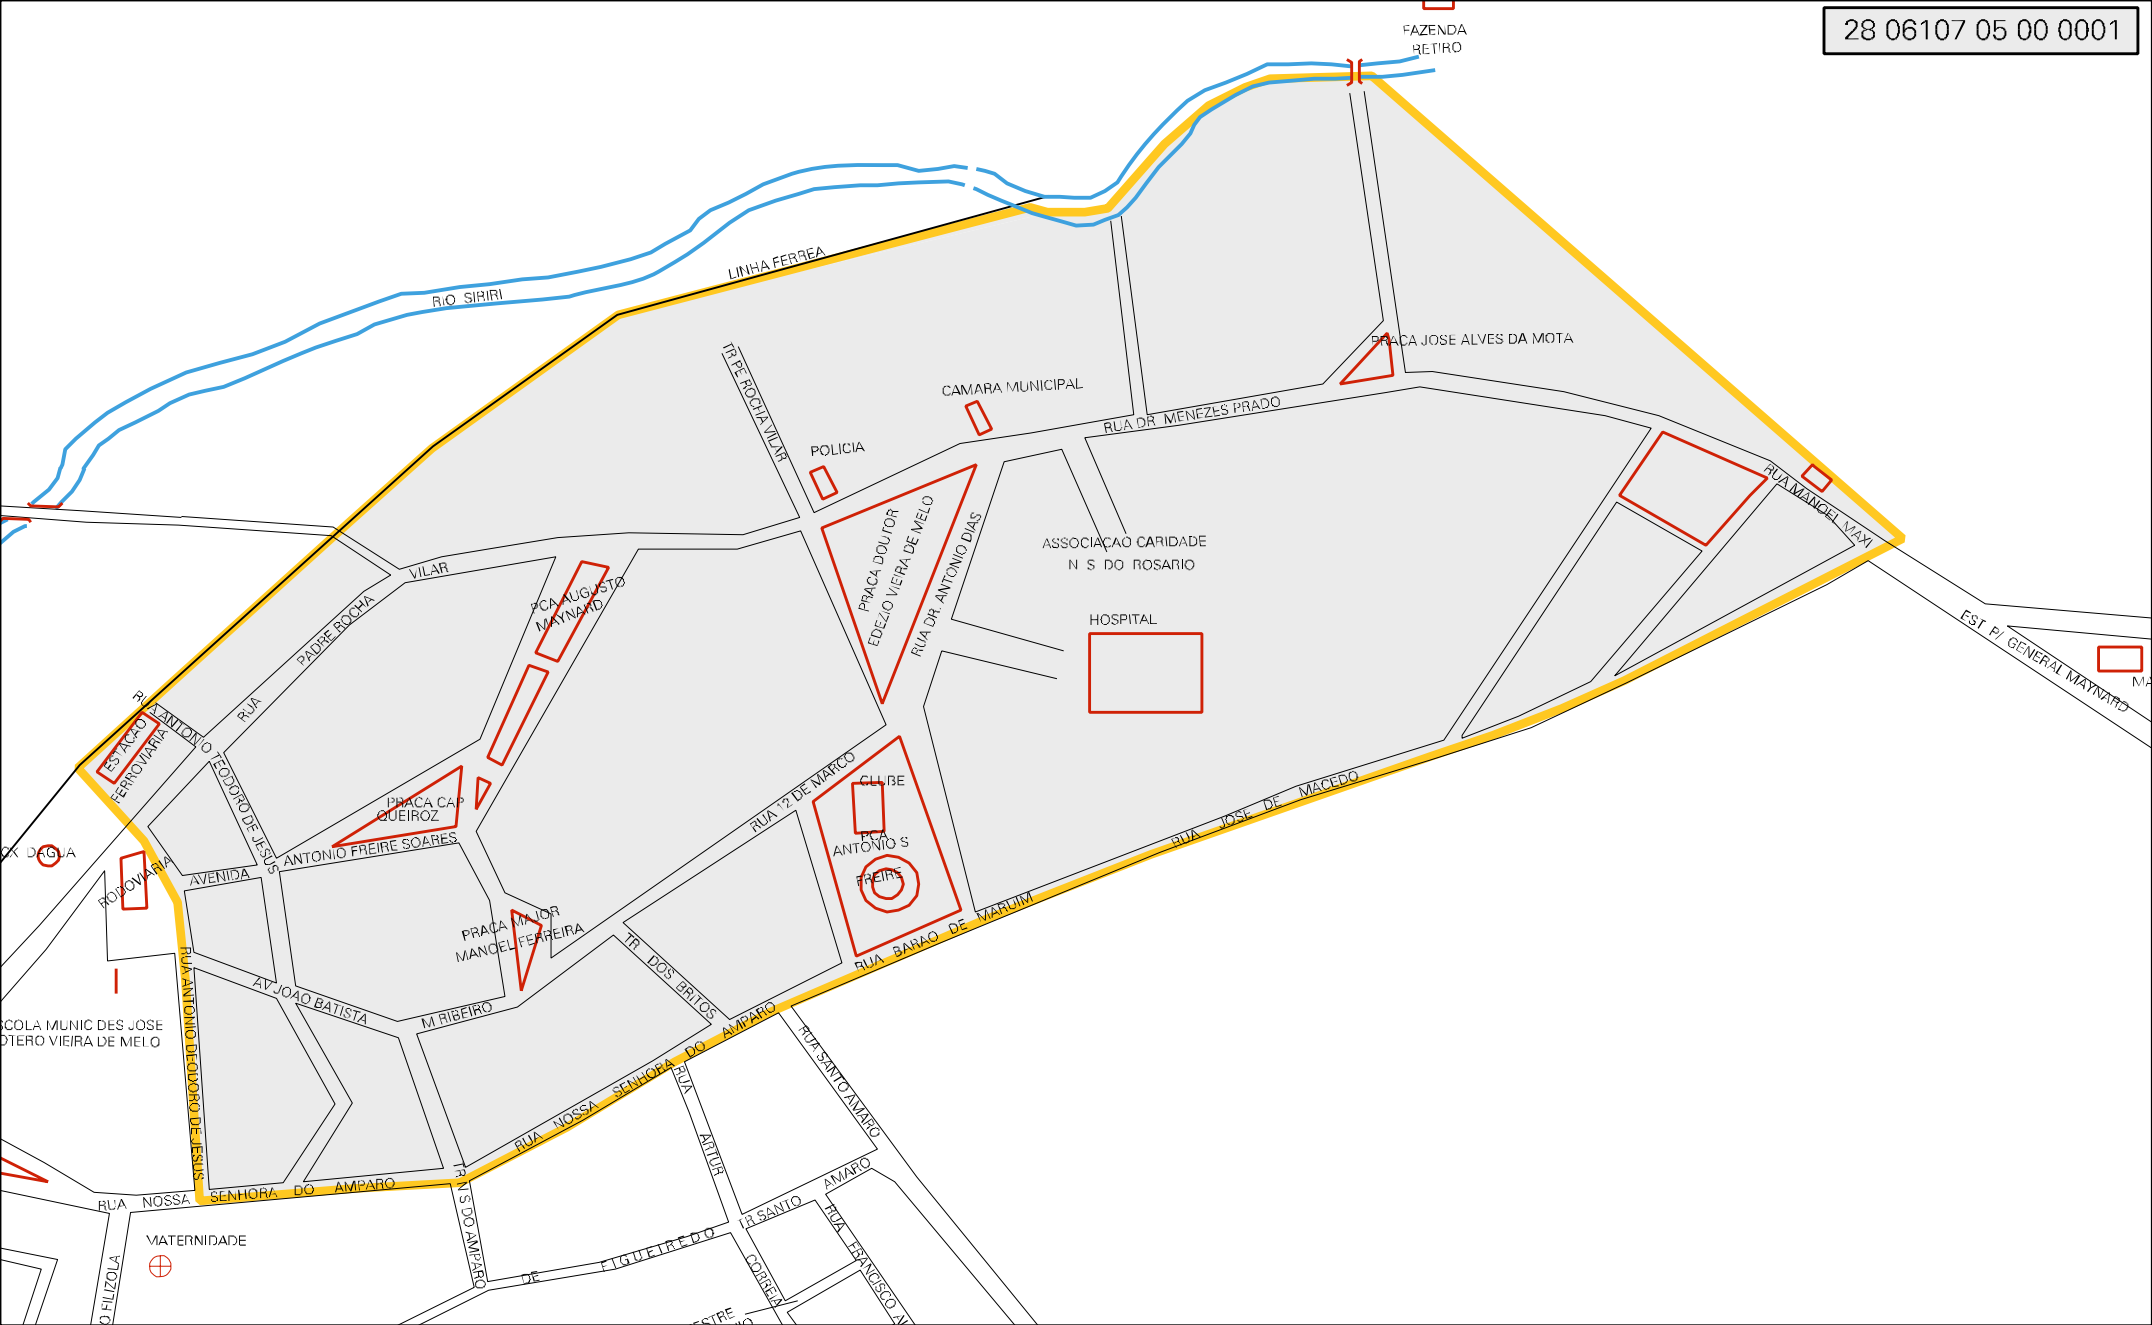 28 06107 05 00 0001
FAZENDA
RETIRO
LINHA FERREA
RIO SIRIRI
TR PE ROCHA VILAR
PRACA JOSE ALVES DA MOTA
CAMARA MUNICIPAL
RUA DR MENEZES PRADO
POLICIA
RUA MANOEL MAXI
PRACA DOUTOR
EDEZIO VIEIRA DE MELO
RUA DR. ANTONIO DIAS
ASSOCIACAO CARIDADE
N S DO ROSARIO
VILAR
PCA AUGUSTO
MAYNARD
PADRE ROCHA
RUA
HOSPITAL
EST P/ GENERAL MAYNARD
RUA ANTONIO TEODORO DE JESUS
ESTACAO
FERROVIARIA
PRACA CAP
QUEIROZ
RUA 12 DE MARCO
CLUBE
PCA
ANTONIO S
FREIRE
RUA JOSE DE MACEDO
DAGUA
ANTONIO FREIRE SOARES
AVENIDA
RODOVIARIA
PRACA MAJOR
MANOEL FERREIRA
RUA BARAO DE MARUIM
TR DOS BRITOS
AV JOAO BATISTA
M RIBEIRO
RUA ANTONIO DEODORO DE JESUS
MUNIC DES JOSE
VIEIRA DE MELO
RUA NOSSA SENHORA DO AMPARO
RUA SANTO AMARO
RUA ARTUR
RUA NOSSA SENHORA DO AMPARO
TR N S DO AMPARO
TR SANTO AMARO
MATERNIDADE
DE FIGUEIREDO
CORREIA
RUA FRANCISCO
FILIZOLA